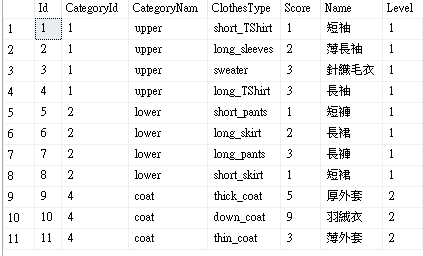 Id CategoryId CategoryNam ClothesType Score Name Level
1 1 1 upper short_TShirt 1 短袖 1
2 2 1 upper long_sleeves 2 薄長袖 1
3 3 1 upper sweater 3 針織毛衣 1
4 4 1 upper long_TShirt 3 長袖 1
5 5 2 lower short_pants 1 短褲 1
6 6 2 lower long_skirt 2 長裙 1
7 7 2 lower long_pants 3 長褲 1
8 8 2 lower short_skirt 1 短裙 1
9 9 4 coat thick_coat 5 厚外套 2
10 10 4 coat down_coat 9 羽絨衣 2
11 11 4 coat thin_coat 3 薄外套 2